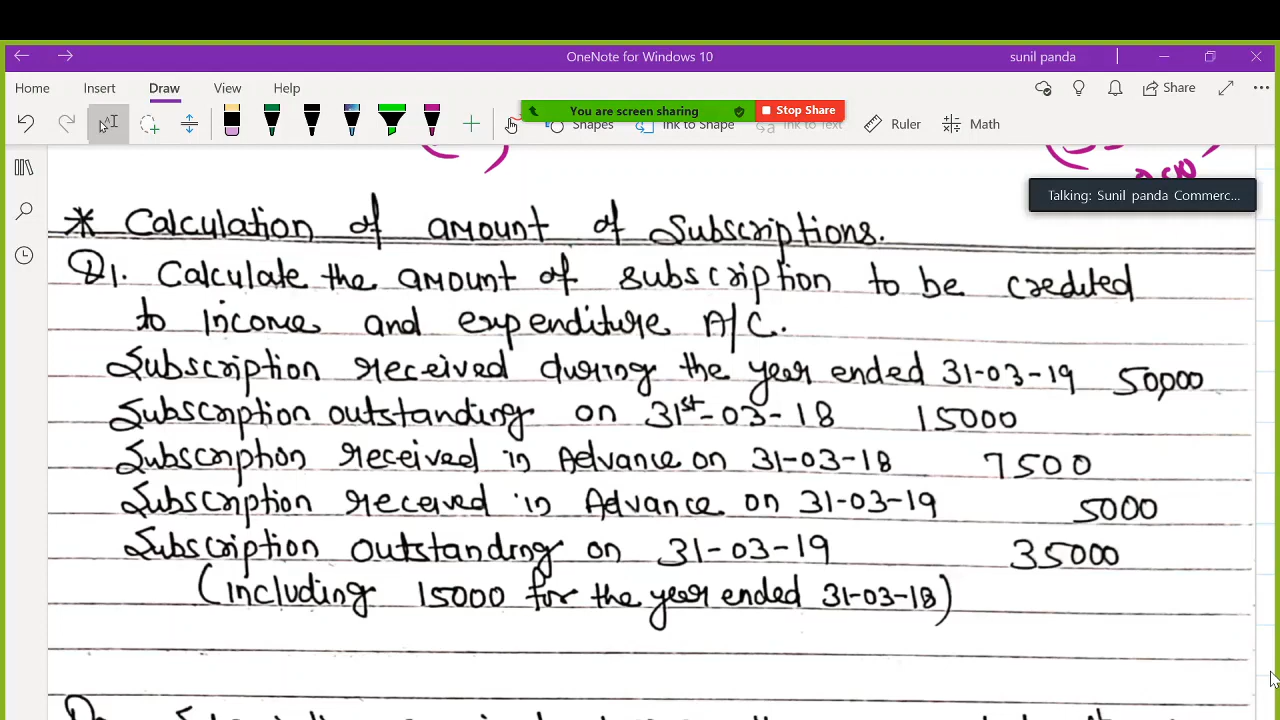 OneNote for Windows 10
sunil panda
Home Insert Draw View Help
Share
You are screen sharing
Stop Share
Shapes
Ink to Shape
Ink to Text
Ruler
Math
Talking: Sunil panda Commerc...
* Calculation of amount of Subscriptions.
Q1. Calculate the amount of subscription to be credited
to income and expenditure A/C.
Subscription received during the year ended 31-03-19 50,000
Subscription outstanding on 31st-03-18 15000
Subscription received in Advance on 31-03-18 7500
Subscription received in Advance on 31-03-19 5000
Subscription outstanding on 31-03-19 35000
(including 15000 for the year ended 31-03-18)